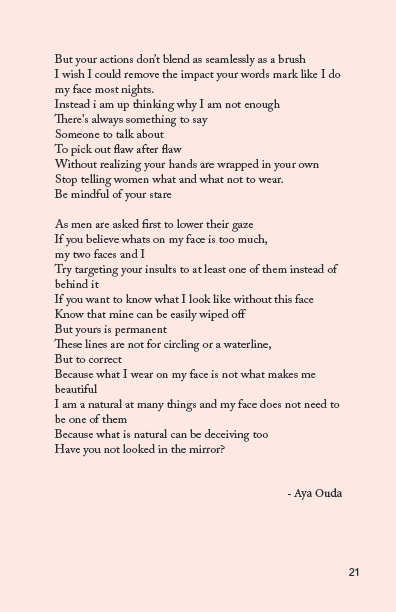 But your actions don't blend as seamlessly as a brush
I wish I could remove the impact your words mark like I do
my face most nights.
Instead i am up thinking why I am not enough
There's always something to say
Someone to talk about
To pick out flaw after flaw
Without realizing your hands are wrapped in your own
Stop telling women what and what not to wear.
Be mindful of your stare

As men are asked first to lower their gaze
If you believe whats on my face is too much,
my two faces and I
Try targeting your insults to at least one of them instead of
behind it
If you want to know what I look like without this face
Know that mine can be easily wiped off
But yours is permanent
These lines are not for circling or a waterline,
But to correct
Because what I wear on my face is not what makes me
beautiful
I am a natural at many things and my face does not need to
be one of them
Because what is natural can be deceiving too
Have you not looked in the mirror?

- Aya Ouda

21